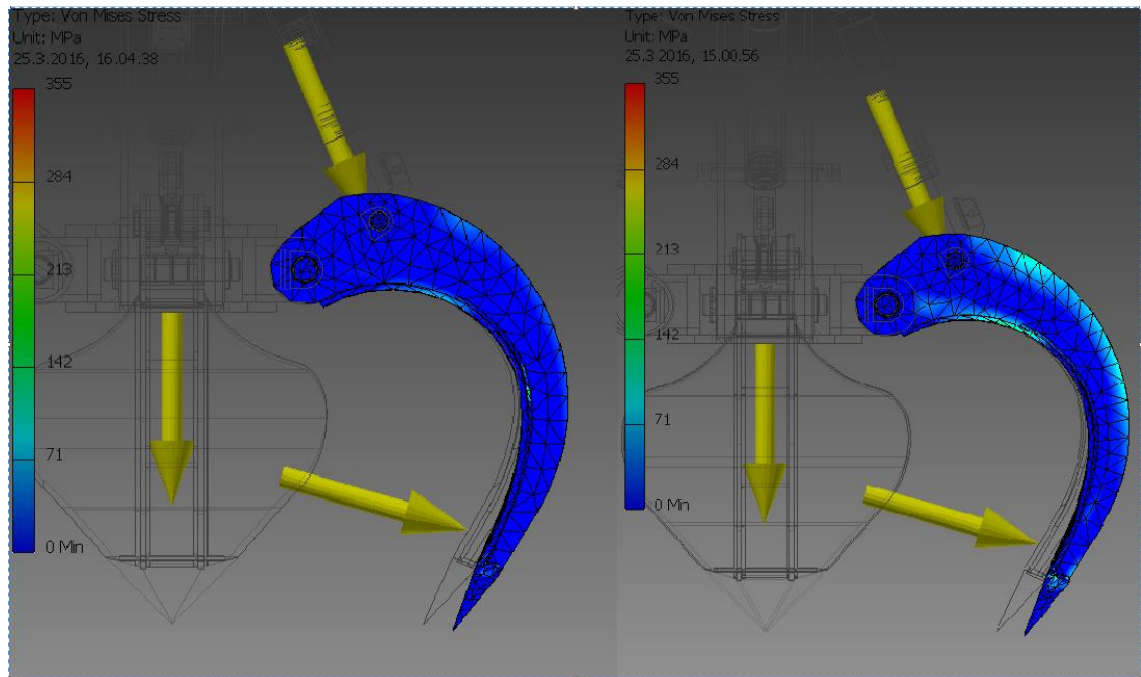 Type: Von Mises Stress
Unit: MPa
25.3.2016, 16.04.38
355
284
213
142
71
0 Min
Type: Von Mises Stress
Unit: MPa
25.3.2016, 15.00.56
355
284
213
142
71
0 Min